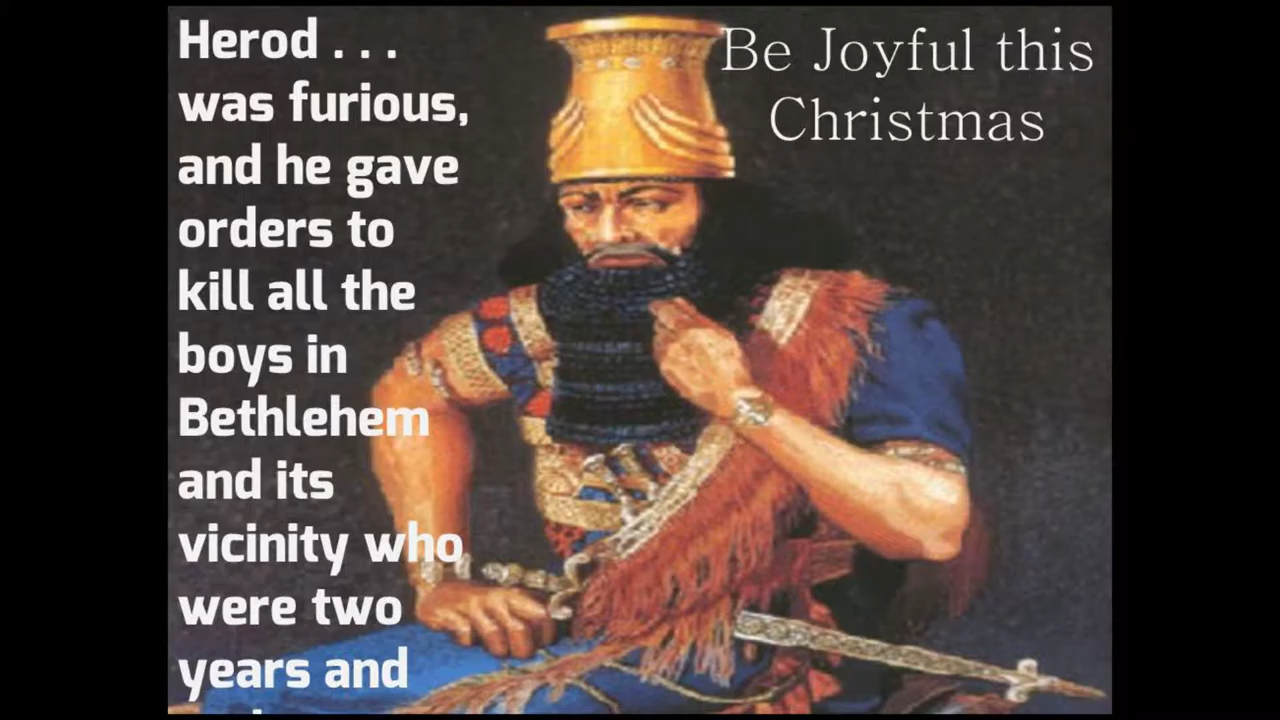 Herod . . .
was furious,
and he gave
orders to
kill all the
boys in
Bethlehem
and its
vicinity who
were two
years and
Be Joyful this
Christmas